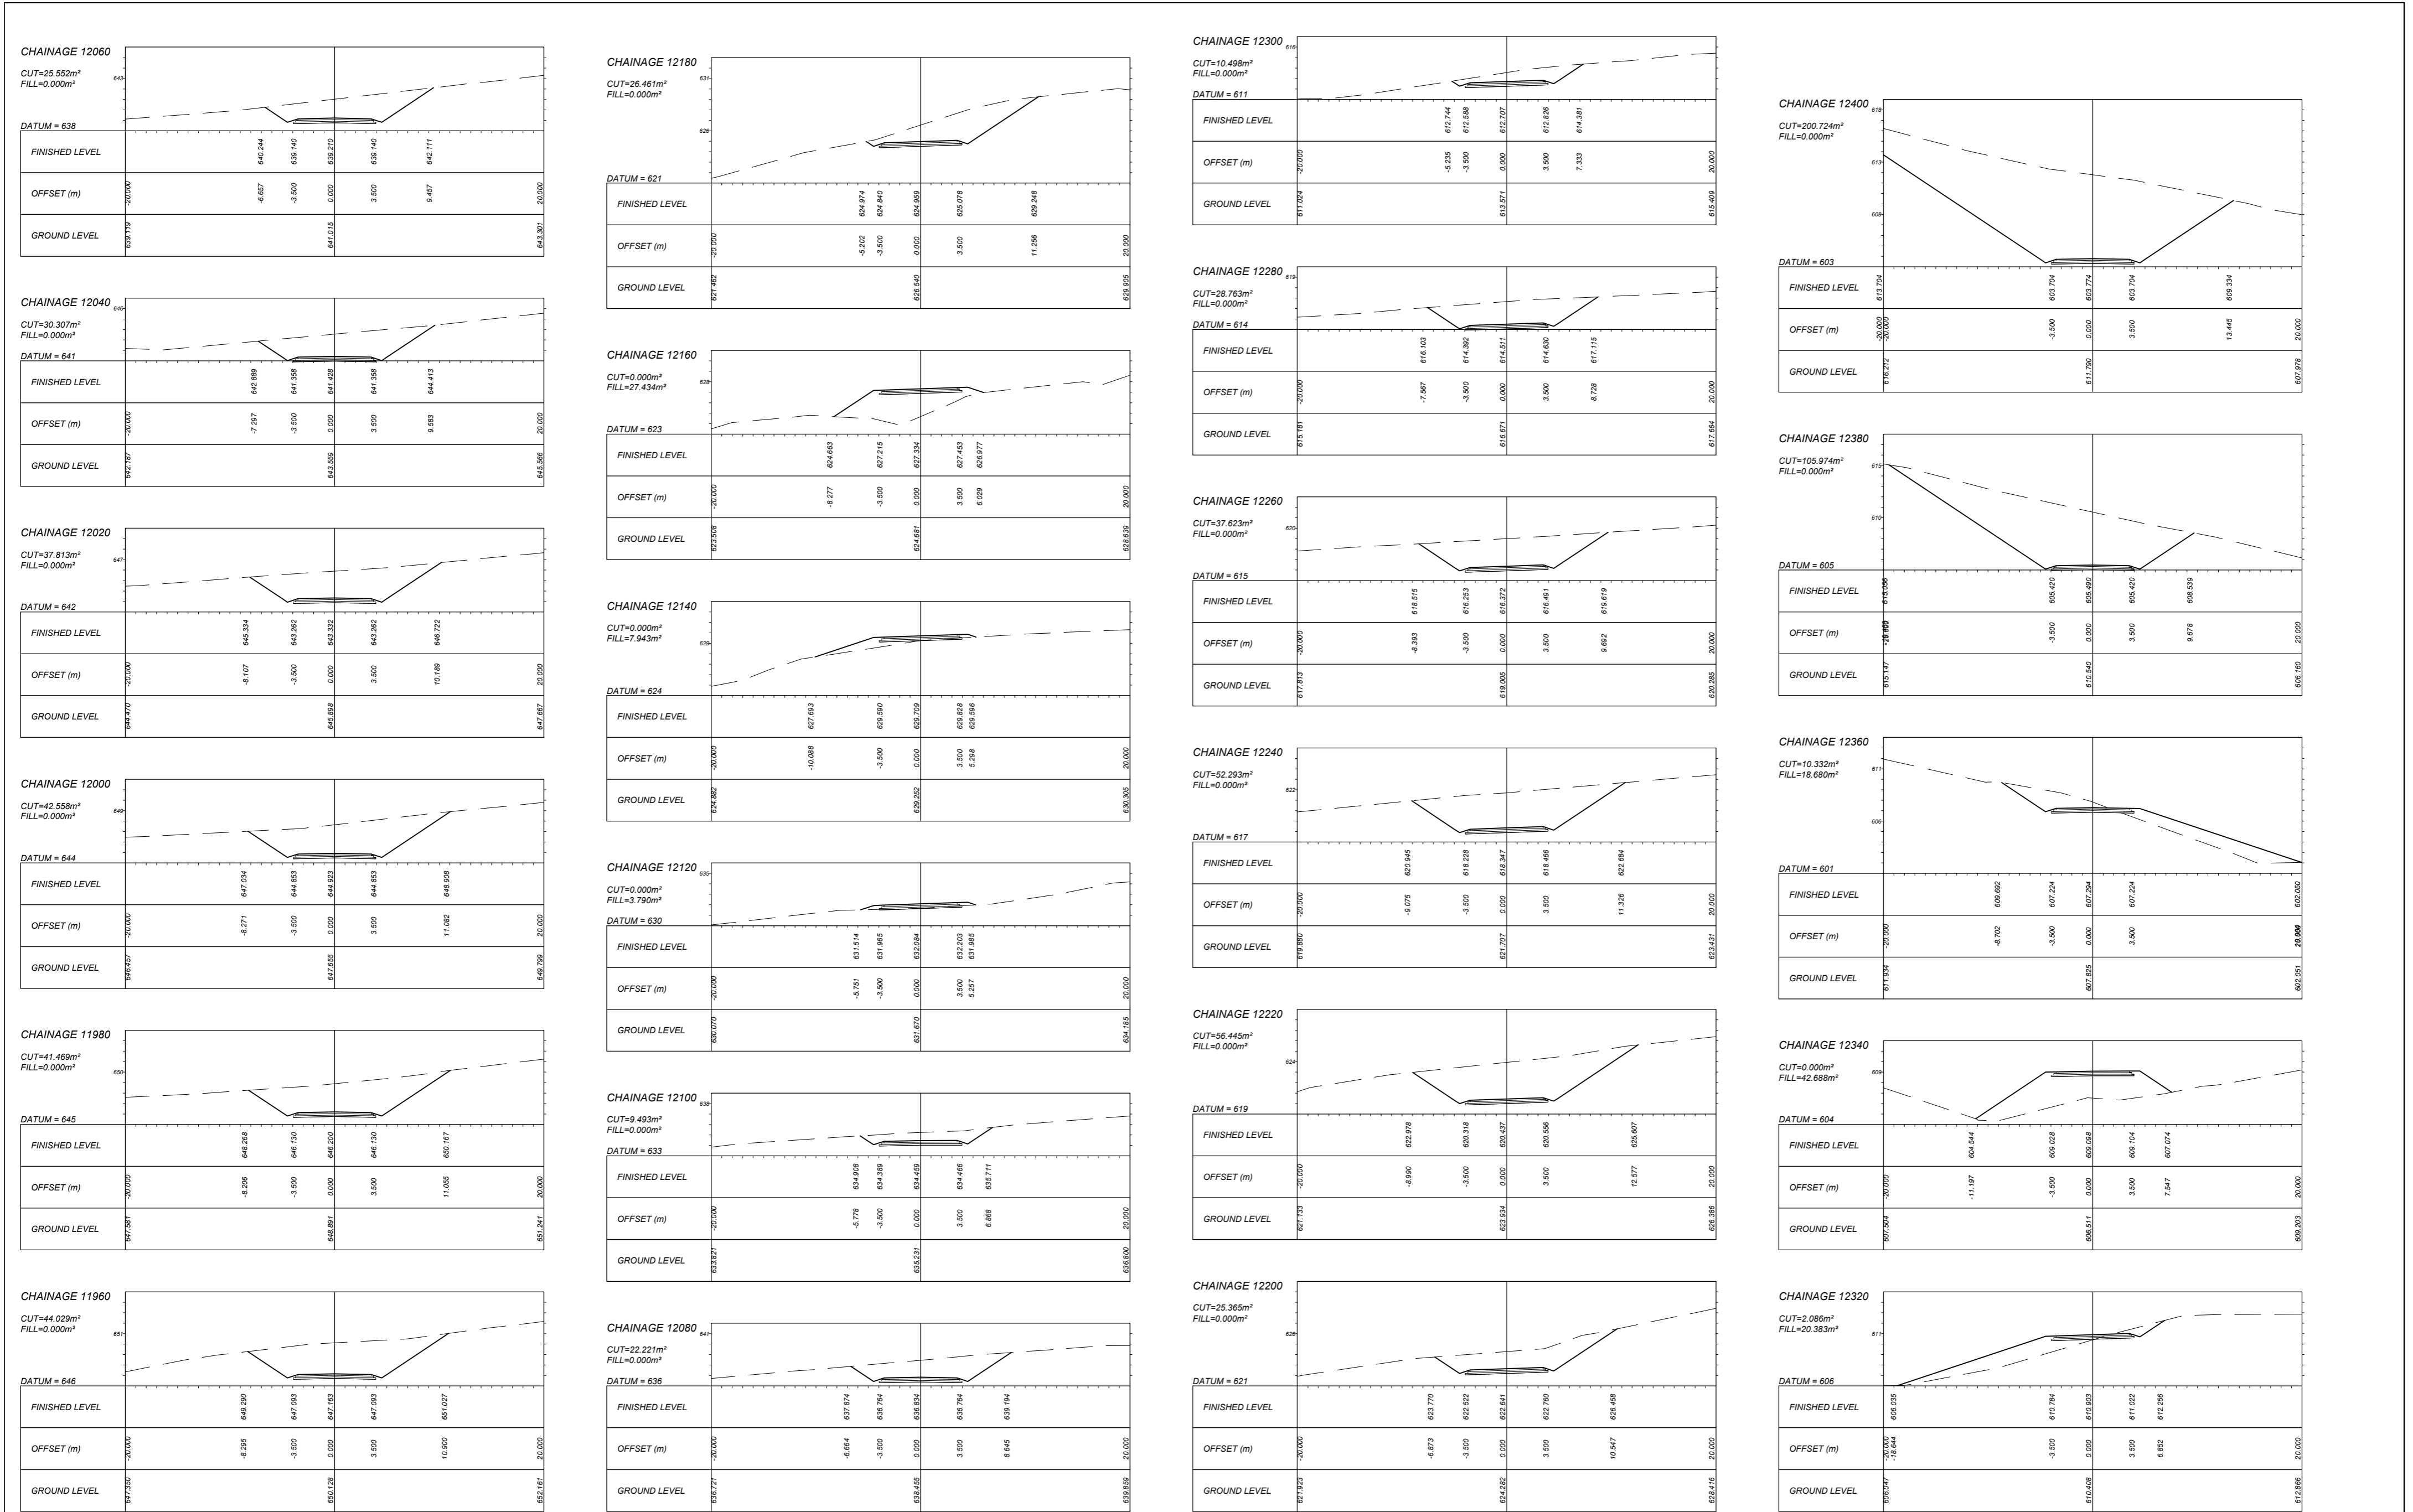 CHAINAGE 12060
CUT=25.552m²
643
FILL=0.000m²
DATUM = 638
FINISHED LEVEL 640.244 639.140 639.210 639.140 642.111
OFFSET (m) -20.000 -6.657 -3.500 0.000 3.500 9.457 20.000
GROUND LEVEL 639.119 641.015 643.301
CHAINAGE 12040
646
CUT=30.307m²
FILL=0.000m²
DATUM = 641
FINISHED LEVEL 642.889 641.358 641.428 641.358 644.413
OFFSET (m) -20.000 -7.297 -3.500 0.000 3.500 9.583 20.000
GROUND LEVEL 642.187 643.559 645.566
CHAINAGE 12020
CUT=37.813m²
647
FILL=0.000m²
DATUM = 642
FINISHED LEVEL 645.334 643.262 643.332 643.262 646.722
OFFSET (m) -20.000 -8.107 -3.500 0.000 3.500 10.189 20.000
GROUND LEVEL 644.470 645.898 647.667
CHAINAGE 12000
CUT=42.558m²
649
FILL=0.000m²
DATUM = 644
FINISHED LEVEL 647.034 644.853 644.923 644.853 648.908
OFFSET (m) -20.000 -8.271 -3.500 0.000 3.500 11.082 20.000
GROUND LEVEL 646.457 647.655 649.799
CHAINAGE 11980
CUT=41.469m²
FILL=0.000m²
650
DATUM = 645
FINISHED LEVEL 648.268 646.130 646.200 646.130 650.167
OFFSET (m) -20.000 -8.206 -3.500 0.000 3.500 11.055 20.000
GROUND LEVEL 647.581 648.891 651.241
CHAINAGE 11960
CUT=44.029m²
FILL=0.000m²
651
DATUM = 646
FINISHED LEVEL 649.290 647.093 647.163 647.093 651.027
OFFSET (m) -20.000 -8.295 -3.500 0.000 3.500 10.900 20.000
GROUND LEVEL 647.350 650.128 652.161
CHAINAGE 12180
631
CUT=26.461m²
FILL=0.000m²
626
DATUM = 621
FINISHED LEVEL 624.974 624.840 624.959 625.078 629.248
OFFSET (m) -20.000 -5.202 -3.500 0.000 3.500 11.256 20.000
GROUND LEVEL 621.462 626.540 629.905
CHAINAGE 12160
CUT=0.000m²
628
FILL=27.434m²
DATUM = 623
FINISHED LEVEL 624.663 627.215 627.334 627.453 626.977
OFFSET (m) -20.000 -8.277 -3.500 0.000 3.500 6.029 20.000
GROUND LEVEL 623.508 624.681 628.639
CHAINAGE 12140
CUT=0.000m²
FILL=7.943m²
629
DATUM = 624
FINISHED LEVEL 627.693 629.590 629.709 629.828 629.596
OFFSET (m) -20.000 -10.088 -3.500 0.000 3.500 5.298 20.000
GROUND LEVEL 624.882 629.252 630.305
CHAINAGE 12120
635
CUT=0.000m²
FILL=3.790m²
DATUM = 630
FINISHED LEVEL 631.514 631.965 632.084 632.203 631.985
OFFSET (m) -20.000 -5.751 -3.500 0.000 3.500 5.257 20.000
GROUND LEVEL 630.070 631.670 634.185
CHAINAGE 12100
638
CUT=9.493m²
FILL=0.000m²
DATUM = 633
FINISHED LEVEL 634.908 634.389 634.459 634.466 635.711
OFFSET (m) -20.000 -5.778 -3.500 0.000 3.500 6.868 20.000
GROUND LEVEL 633.821 635.231 636.800
CHAINAGE 12080
641
CUT=22.221m²
FILL=0.000m²
DATUM = 636
FINISHED LEVEL 637.874 636.764 636.834 636.764 639.194
OFFSET (m) -20.000 -6.664 -3.500 0.000 3.500 8.645 20.000
GROUND LEVEL 636.721 638.455 639.859
CHAINAGE 12300
616
CUT=10.498m²
FILL=0.000m²
DATUM = 611
FINISHED LEVEL 612.744 612.588 612.707 612.826 614.381
OFFSET (m) -20.000 -5.235 -3.500 0.000 3.500 7.333 20.000
GROUND LEVEL 611.024 613.571 615.409
CHAINAGE 12280
619
CUT=28.763m²
FILL=0.000m²
DATUM = 614
FINISHED LEVEL 616.103 614.392 614.511 614.630 617.115
OFFSET (m) -20.000 -7.567 -3.500 0.000 3.500 8.728 20.000
GROUND LEVEL 615.181 616.671 617.664
CHAINAGE 12260
CUT=37.623m²
620
FILL=0.000m²
DATUM = 615
FINISHED LEVEL 618.515 616.253 616.372 616.491 619.619
OFFSET (m) -20.000 -8.393 -3.500 0.000 3.500 9.692 20.000
GROUND LEVEL 617.813 619.005 620.285
CHAINAGE 12240
CUT=52.293m²
FILL=0.000m²
622
DATUM = 617
FINISHED LEVEL 620.945 618.228 618.347 618.466 622.684
OFFSET (m) -20.000 -9.075 -3.500 0.000 3.500 11.326 20.000
GROUND LEVEL 619.880 621.707 623.431
CHAINAGE 12220
CUT=56.445m²
FILL=0.000m²
624
DATUM = 619
FINISHED LEVEL 622.978 620.318 620.437 620.556 625.607
OFFSET (m) -20.000 -8.990 -3.500 0.000 3.500 12.577 20.000
GROUND LEVEL 621.133 623.934 626.386
CHAINAGE 12200
CUT=25.365m²
FILL=0.000m²
626
DATUM = 621
FINISHED LEVEL 623.770 622.522 622.641 622.760 626.458
OFFSET (m) -20.000 -6.873 -3.500 0.000 3.500 10.547 20.000
GROUND LEVEL 621.923 624.282 628.416
CHAINAGE 12400
618
CUT=200.724m²
FILL=0.000m²
613
608
DATUM = 603
FINISHED LEVEL 613.704 603.704 603.774 603.704 609.334
OFFSET (m) -20.000 -20.000 -3.500 0.000 3.500 13.445 20.000
GROUND LEVEL 616.212 611.790 607.978
CHAINAGE 12380
CUT=105.974m²
615
FILL=0.000m²
610
DATUM = 605
FINISHED LEVEL 615.056 605.420 605.490 605.420 608.539
OFFSET (m) -3.500 0.000 3.500 9.678 20.000
GROUND LEVEL 615.147 610.540 606.160
CHAINAGE 12360
CUT=10.332m²
611
FILL=18.680m²
606
DATUM = 601
FINISHED LEVEL 609.692 607.224 607.294 607.224 602.050
OFFSET (m) -20.000 -8.702 -3.500 0.000 3.500
GROUND LEVEL 611.934 607.825 602.051
CHAINAGE 12340
CUT=0.000m²
FILL=42.688m²
609
DATUM = 604
FINISHED LEVEL 604.544 609.028 609.098 609.104 607.074
OFFSET (m) -20.000 -11.197 -3.500 0.000 3.500 7.547 20.000
GROUND LEVEL 607.504 606.511 609.203
CHAINAGE 12320
CUT=2.086m²
FILL=20.383m²
611
DATUM = 606
FINISHED LEVEL 606.035 610.784 610.903 611.022 612.256
OFFSET (m) -20.000 -18.644 -3.500 0.000 3.500 6.852 20.000
GROUND LEVEL 606.047 610.408 612.866